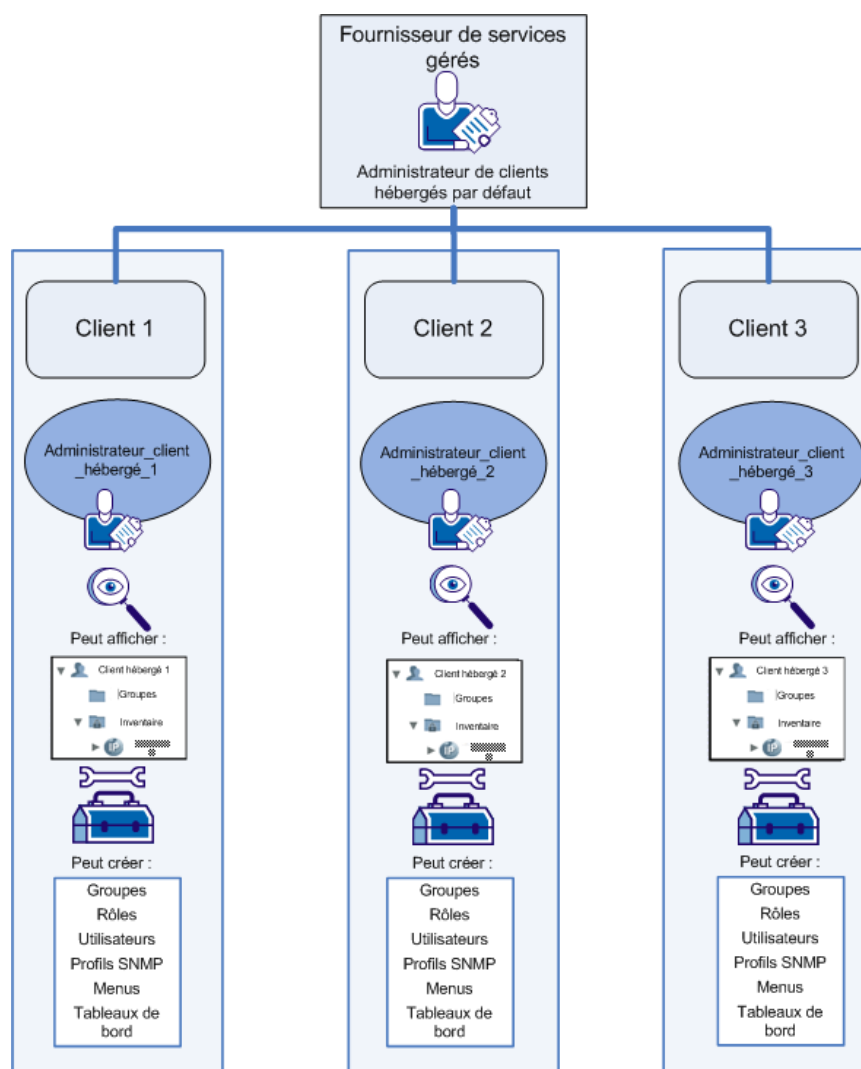 Fournisseur de services
gérés
Administrateur de clients
hébergés par défaut
Client 1
Administrateur_client
_hébergé_1
Peut afficher :
Client hébergé 1
Groupes
Inventaire
IP
Peut créer :
Groupes
Rôles
Utilisateurs
Profils SNMP
Menus
Tableaux de
bord
Client 2
Administrateur_client
_hébergé_2
Peut afficher :
Client hébergé 2
Groupes
Inventaire
IP
Peut créer :
Groupes
Rôles
Utilisateurs
Profils SNMP
Menus
Tableaux de
bord
Client 3
Administrateur_client
_hébergé_3
Peut afficher :
Client hébergé 3
Groupes
Inventaire
IP
Peut créer :
Groupes
Rôles
Utilisateurs
Profils SNMP
Menus
Tableaux de
bord